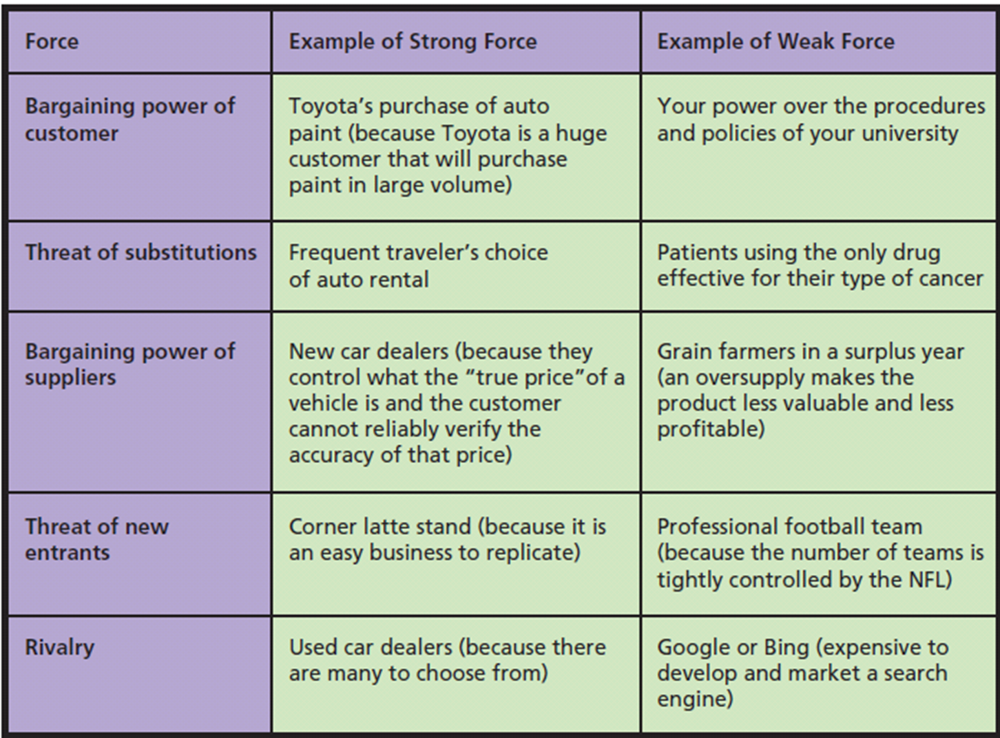 Force
Example of Strong Force
Example of Weak Force
Bargaining power of
customer
Toyota’s purchase of auto
paint (because Toyota is a huge
customer that will purchase
paint in large volume)
Your power over the procedures
and policies of your university
Threat of substitutions
Frequent traveler’s choice
of auto rental
Patients using the only drug
effective for their type of cancer
Bargaining power of
suppliers
New car dealers (because they
control what the “true price”of a
vehicle is and the customer
cannot reliably verify the
accuracy of that price)
Grain farmers in a surplus year
(an oversupply makes the
product less valuable and less
profitable)
Threat of new
entrants
Corner latte stand (because it is
an easy business to replicate)
Professional football team
(because the number of teams is
tightly controlled by the NFL)
Rivalry
Used car dealers (because there
are many to choose from)
Google or Bing (expensive to
develop and market a search
engine)